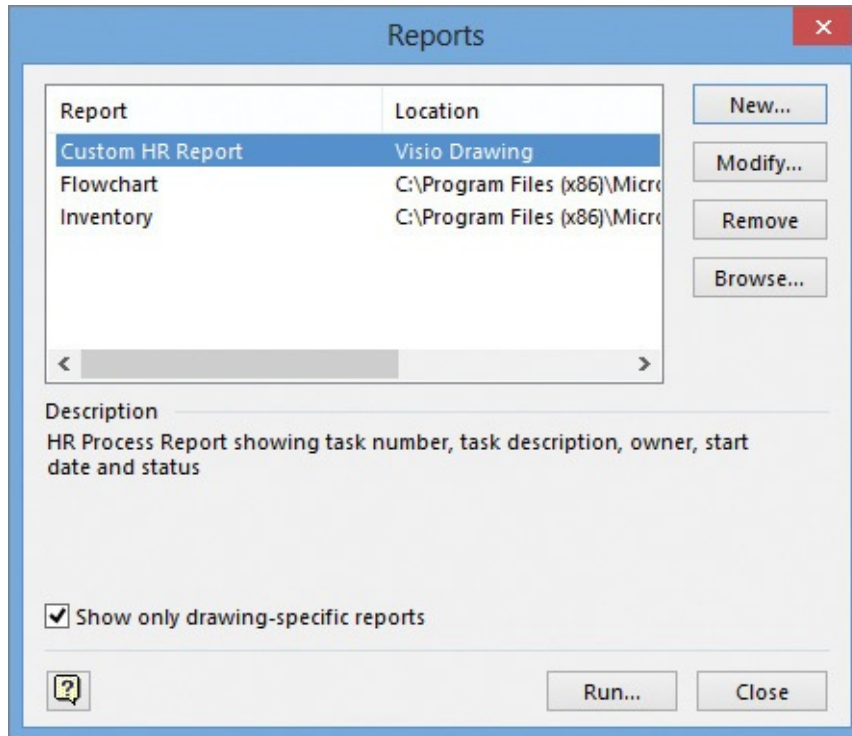 Reports
Report Location
New...
Custom HR Report Visio Drawing
Modify...
Flowchart C:\Program Files (x86)\Micro
Inventory C:\Program Files (x86)\Micro
Remove
Browse...
Description
HR Process Report showing task number, task description, owner, start
date and status
Show only drawing-specific reports
?
Run... Close